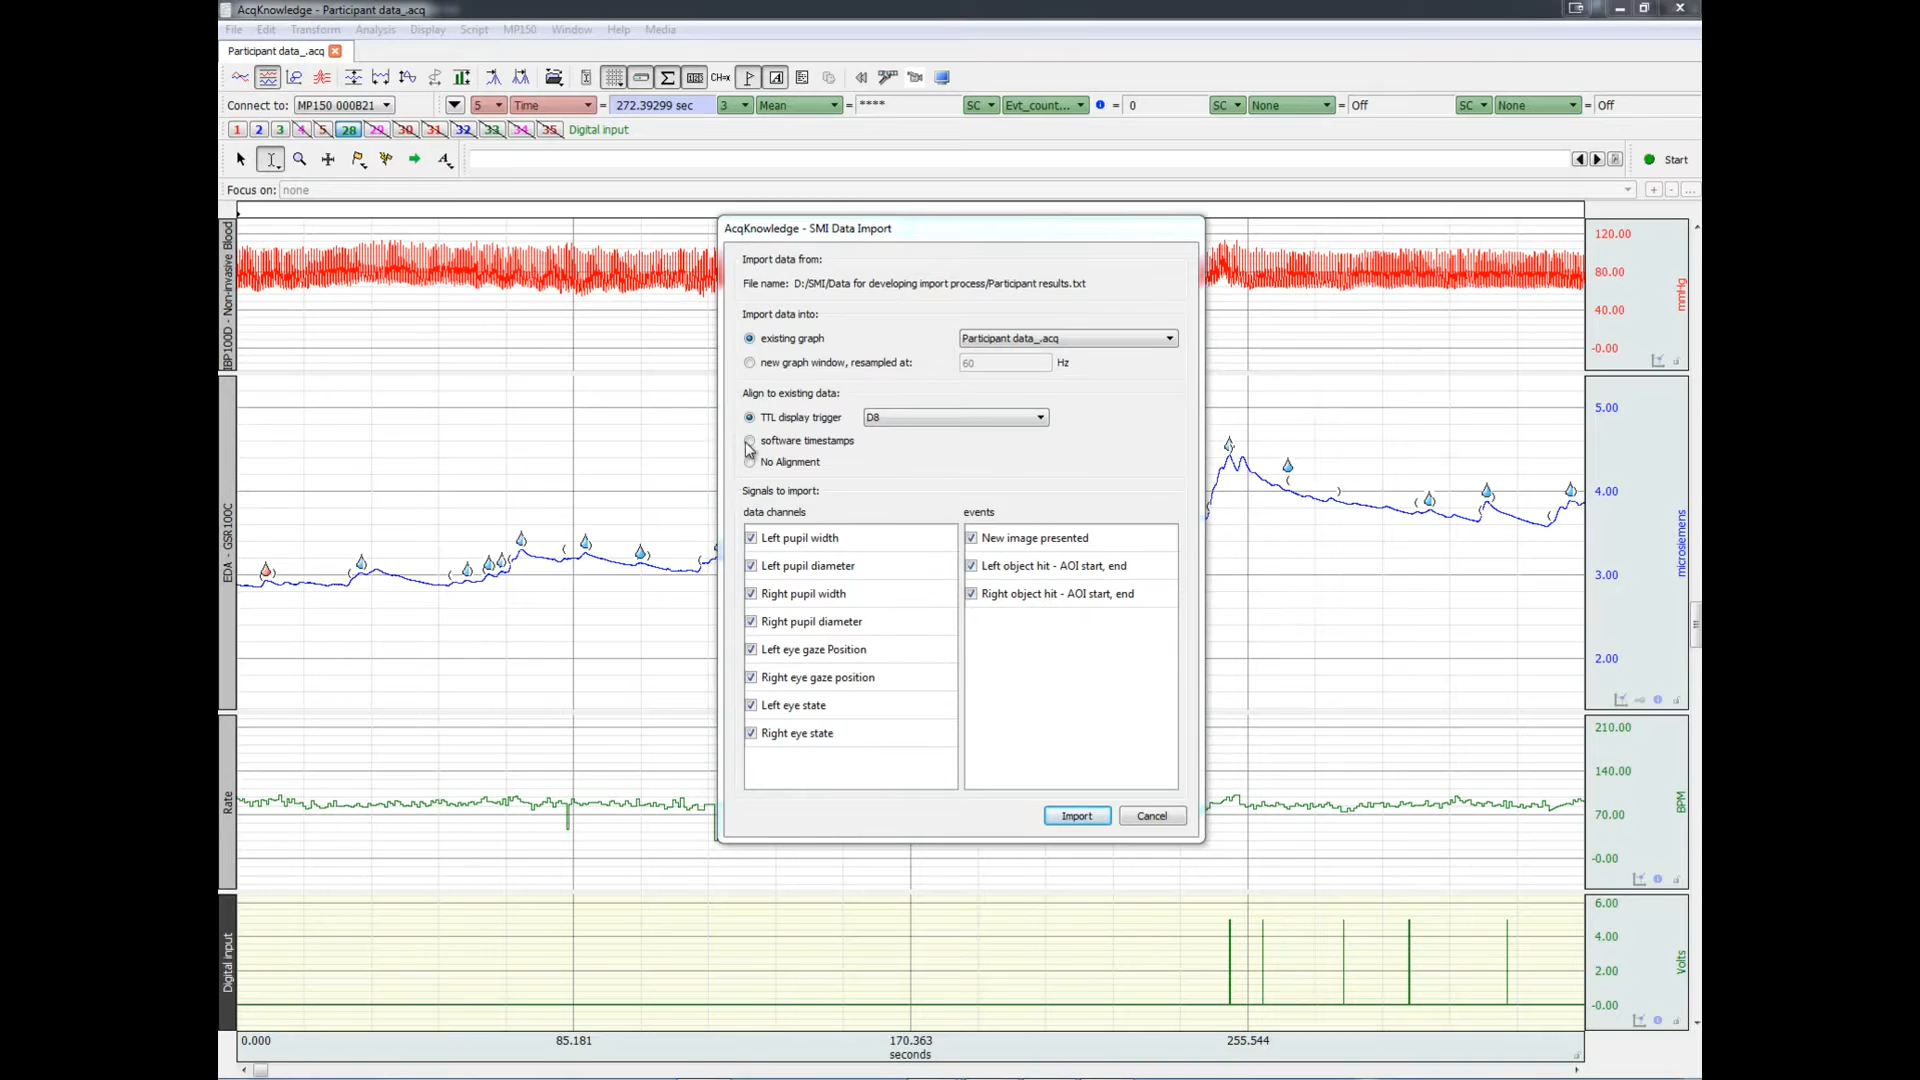 AcqKnowledge - Participant data_.acq
File Edit Transform Analysis Display Script MP150 Window Help Media
Participant data_.acq
CH=x
Connect to: MP150 000B21 5 Time = 272.39299 sec 3 Mean = **** SC Evt_count... = 0 SC None = Off SC None = Off
1 2 3 4 5 28 29 30 31 32 33 34 35 Digital input
Start
Focus on: none
AcqKnowledge - SMI Data Import
Import data from:
File name: D:/SMI/Data for developing import process/Participant results.txt
Import data into:
existing graph Participant data_.acq
new graph window, resampled at: 60 Hz
Align to existing data:
TTL display trigger D8
software timestamps
No Alignment
Signals to import:
data channels
Left pupil width
Left pupil diameter
Right pupil width
Right pupil diameter
Left eye gaze Position
Right eye gaze position
Left eye state
Right eye state
events
New image presented
Left object hit - AOI start, end
Right object hit - AOI start, end
Import Cancel
IBP100D - Non-invasive Blood
120.00
80.00
40.00
-0.00
mmHg
EDA - GSR100C
5.00
4.00
3.00
2.00
microsiemens
Rate
210.00
140.00
70.00
-0.00
BPM
Digital input
6.00
4.00
2.00
-0.00
Volts
0.000 85.181 170.363 255.544
seconds